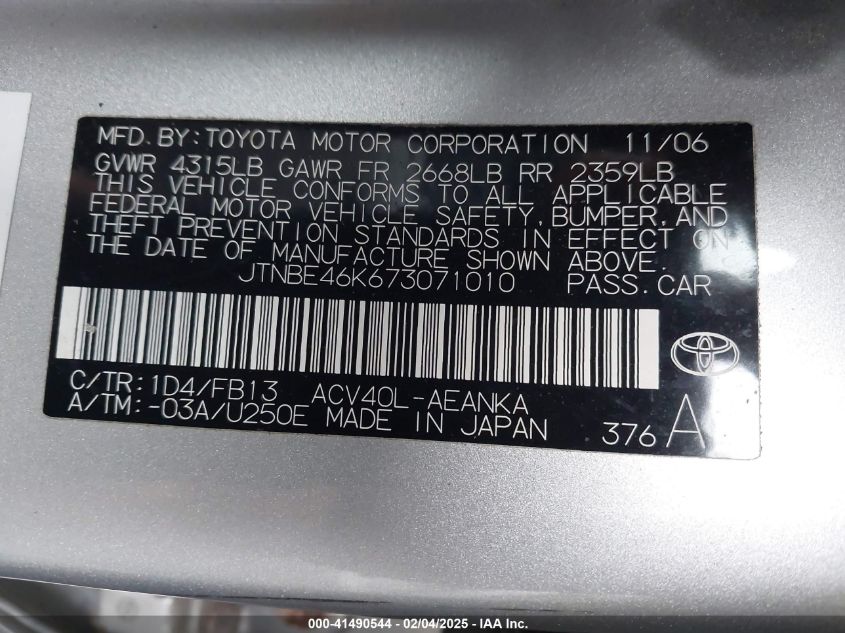 MFD. BY: TOYOTA MOTOR CORPORATION 11/06
GVWR 4315LB GAWR FR 2668LB RR 2359LB
THIS VEHICLE CONFORMS TO ALL APPLICABLE
FEDERAL MOTOR VEHICLE SAFETY, BUMPER, AND
THEFT PREVENTION STANDARDS IN EFFECT ON
THE DATE OF MANUFACTURE SHOWN ABOVE.
JTNBE46K673071010 PASS. CAR
C/TR: 1D4/FB13 ACV40L-AEANKA
A/TM: -03A/U250E MADE IN JAPAN 376 A
000-41490544 - 02/04/2025 - IAAI.COM